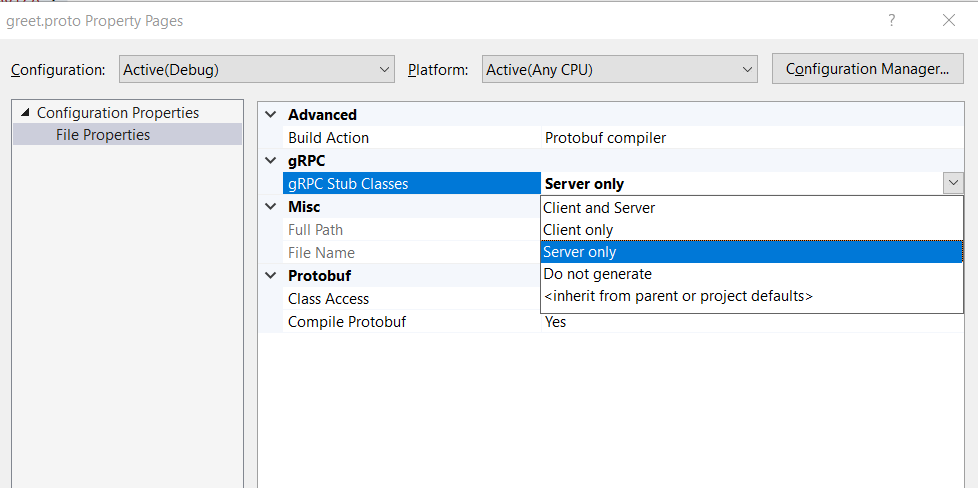 greet.proto Property Pages ?
Configuration: Active(Debug) Platform: Active(Any CPU) Configuration Manager...
Configuration Properties
File Properties
Advanced
Build Action Protobuf compiler
gRPC
gRPC Stub Classes Server only
Misc
Client and Server
Full Path
Client only
File Name
Server only
Protobuf
Do not generate
Class Access
<inherit from parent or project defaults>
Compile Protobuf Yes